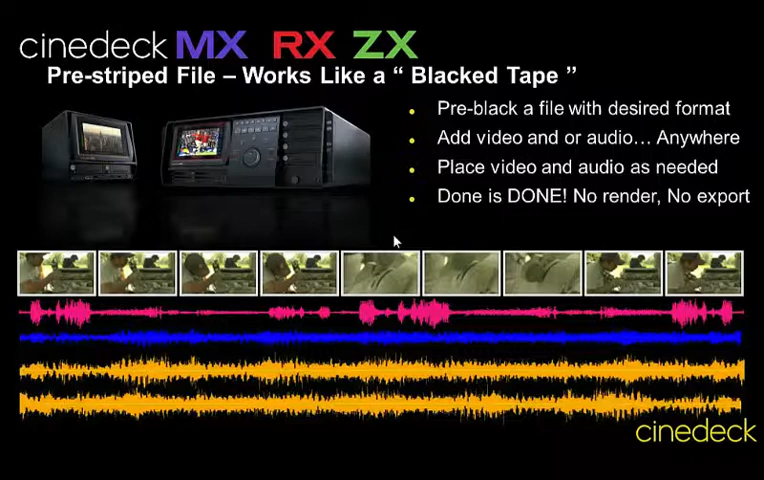 cinedeck MX RX ZX
Pre-striped File – Works Like a “ Blacked Tape ”
Pre-black a file with desired format
Add video and or audio… Anywhere
Place video and audio as needed
Done is DONE! No render, No export
cinedeck